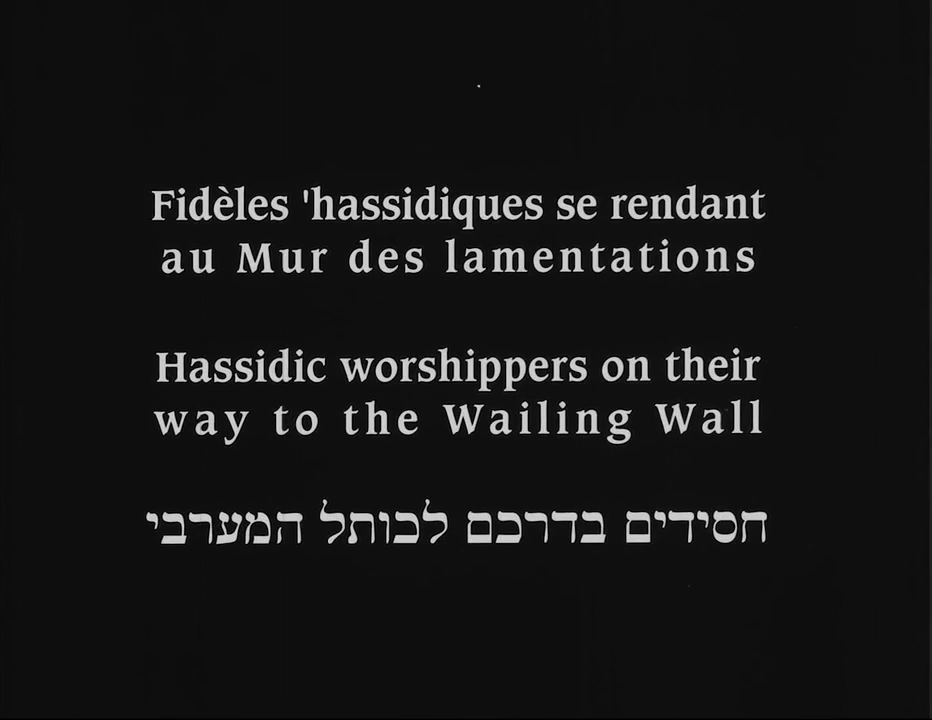 Fidèles 'hassidiques se rendant
au Mur des lamentations
Hassidic worshippers on their
way to the Wailing Wall
חסידים בדרכם לכותל המערבי